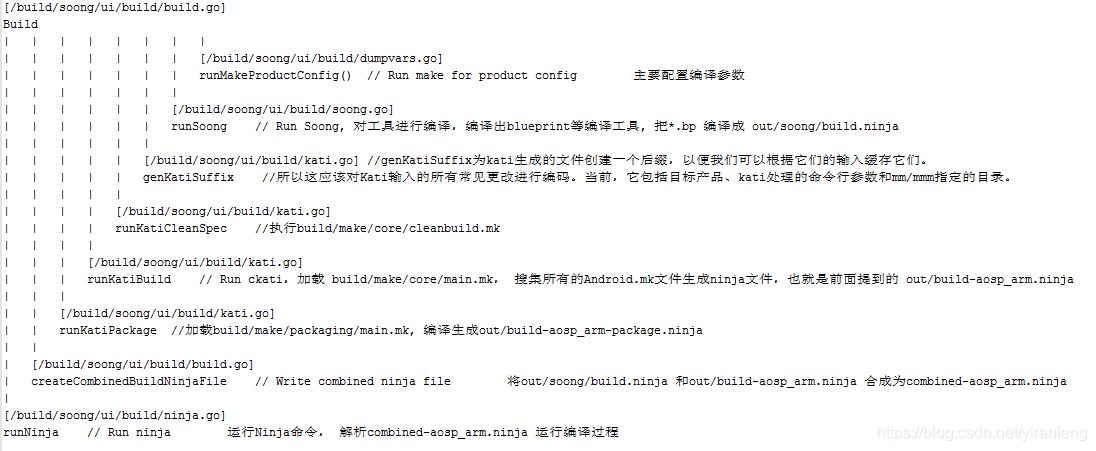 [/build/soong/ui/build/build.go]
Build
| | | | | | | |
| | | | | | | [/build/soong/ui/build/dumpvars.go]
| | | | | | | runMakeProductConfig() // Run make for product config 主要配置编译参数
| | | | | | |
| | | | | | [/build/soong/ui/build/soong.go]
| | | | | | runSoong // Run Soong, 对工具进行编译，编译出blueprint等编译工具, 把*.bp 编译成 out/soong/build.ninja
| | | | | |
| | | | | [/build/soong/ui/build/kati.go] //genKatiSuffix为kati生成的文件创建一个后缀，以便我们可以根据它们的输入缓存它们。
| | | | | genKatiSuffix //所以这应该对Kati输入的所有常见更改进行编码。当前，它包括目标产品、kati处理的命令行参数和mm/mmm指定的目录。
| | | | |
| | | | [/build/soong/ui/build/kati.go]
| | | | runKatiCleanSpec //执行build/make/core/cleanbuild.mk
| | | |
| | | [/build/soong/ui/build/kati.go]
| | | runKatiBuild // Run ckati，加载 build/make/core/main.mk， 搜集所有的Android.mk文件生成ninja文件，也就是前面提到的 out/build-aosp_arm.ninja
| | |
| | [/build/soong/ui/build/kati.go]
| | runKatiPackage //加载build/make/packaging/main.mk, 编译生成out/build-aosp_arm-package.ninja
| |
| [/build/soong/ui/build/build.go]
| createCombinedBuildNinjaFile // Write combined ninja file 将out/soong/build.ninja 和out/build-aosp_arm.ninja 合成为combined-aosp_arm.ninja
|
[/build/soong/ui/build/ninja.go]
runNinja // Run ninja 运行Ninja命令， 解析combined-aosp_arm.ninja 运行编译过程
https://blog.csdn.net/yiranfeng